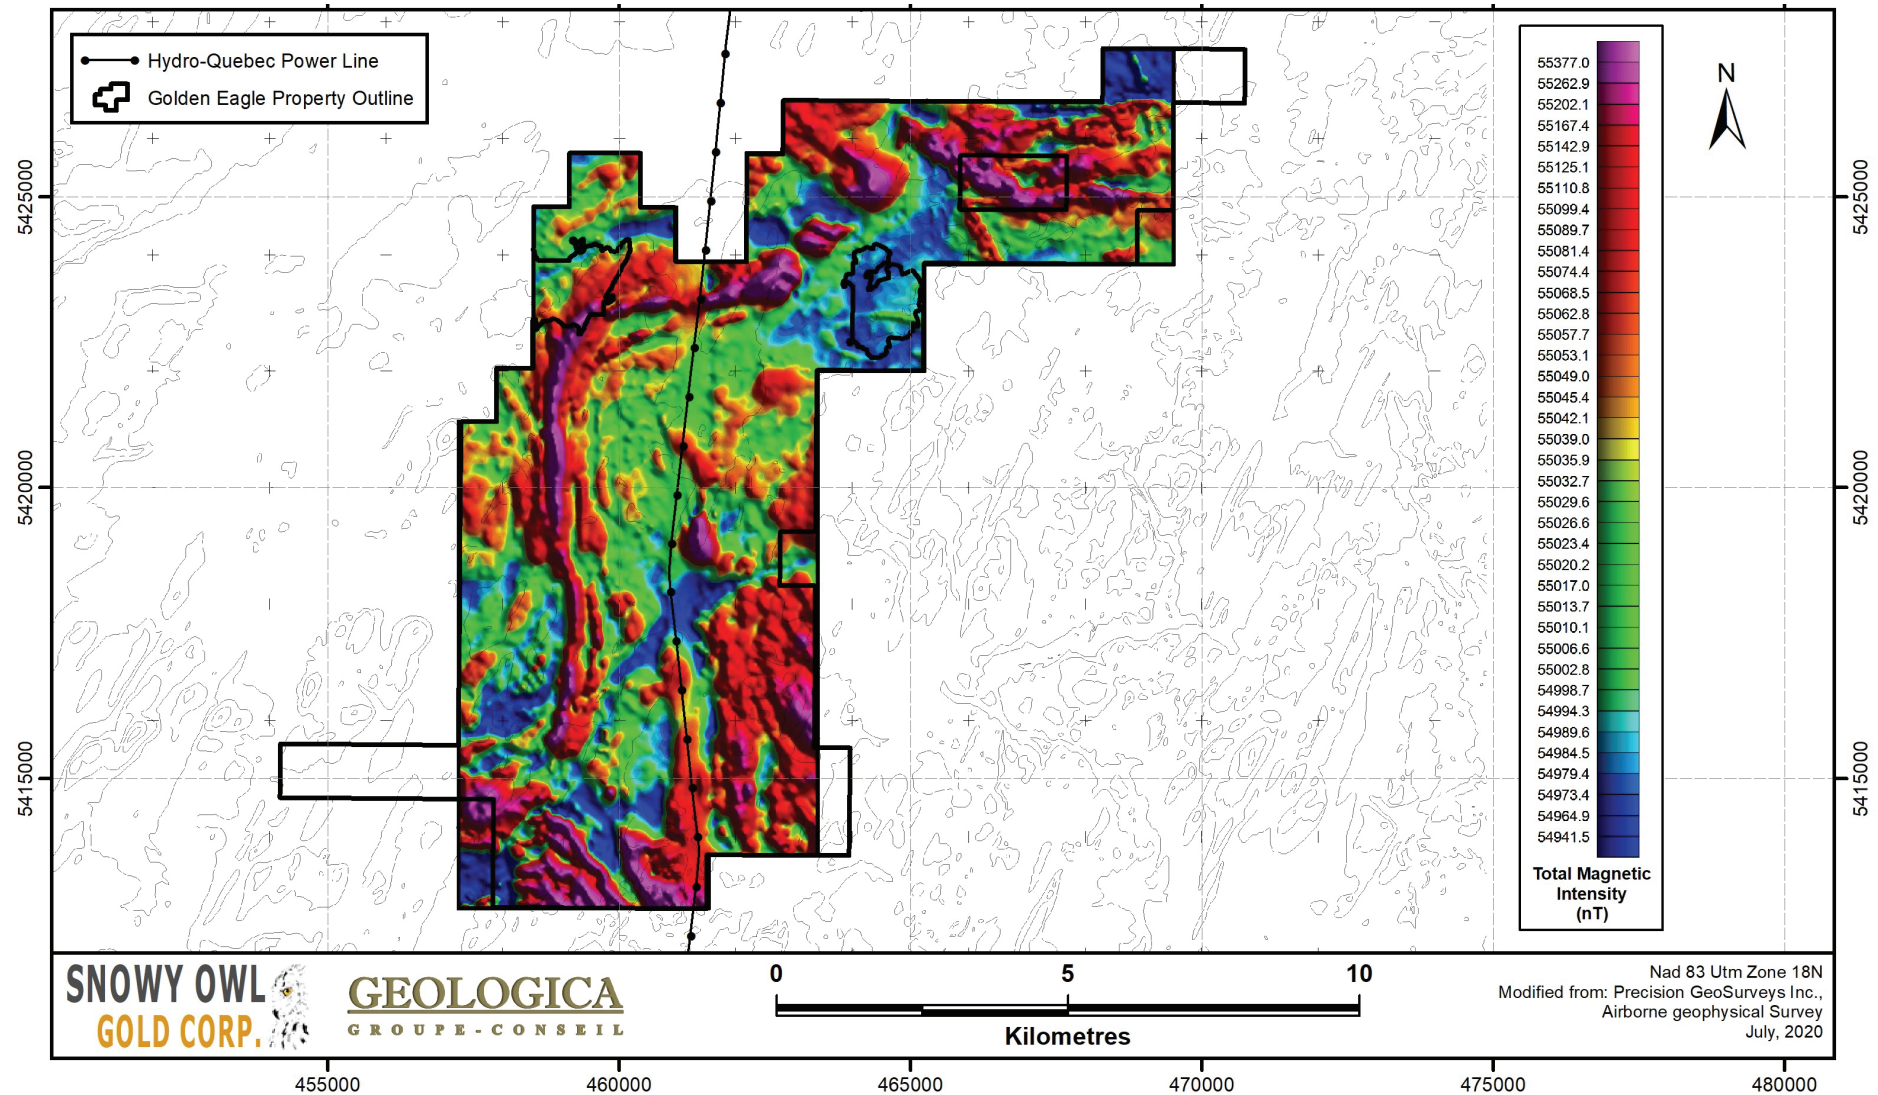 Hydro-Quebec Power Line
Golden Eagle Property Outline
N
5425000
5420000
5415000
5425000
5420000
5415000
55377.0
55262.9
55202.1
55167.4
55142.9
55125.1
55110.8
55099.4
55089.7
55081.4
55074.4
55068.5
55062.8
55057.7
55053.1
55049.0
55045.4
55042.1
55039.0
55035.9
55032.7
55029.6
55026.6
55023.4
55020.2
55017.0
55013.7
55010.1
55006.6
55002.8
54998.7
54994.3
54989.6
54984.5
54979.4
54973.4
54964.9
54941.5
Total Magnetic
Intensity
(nT)
SNOWY OWL
GOLD CORP.
GEOLOGICA
GROUPE-CONSEIL
0 5 10
Kilometres
Nad 83 Utm Zone 18N
Modified from: Precision GeoSurveys Inc.,
Airborne geophysical Survey
July, 2020
455000 460000 465000 470000 475000 480000